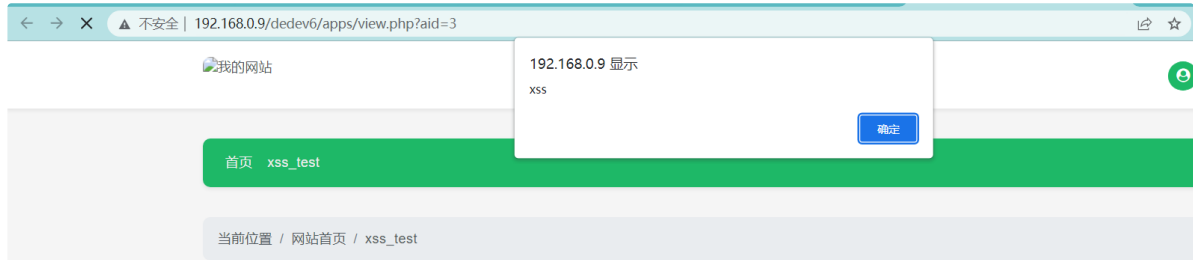 不安全 | 192.168.0.9/dedev6/apps/view.php?aid=3
我的网站
192.168.0.9 显示
xss
确定
首页 xss_test
当前位置 / 网站首页 / xss_test